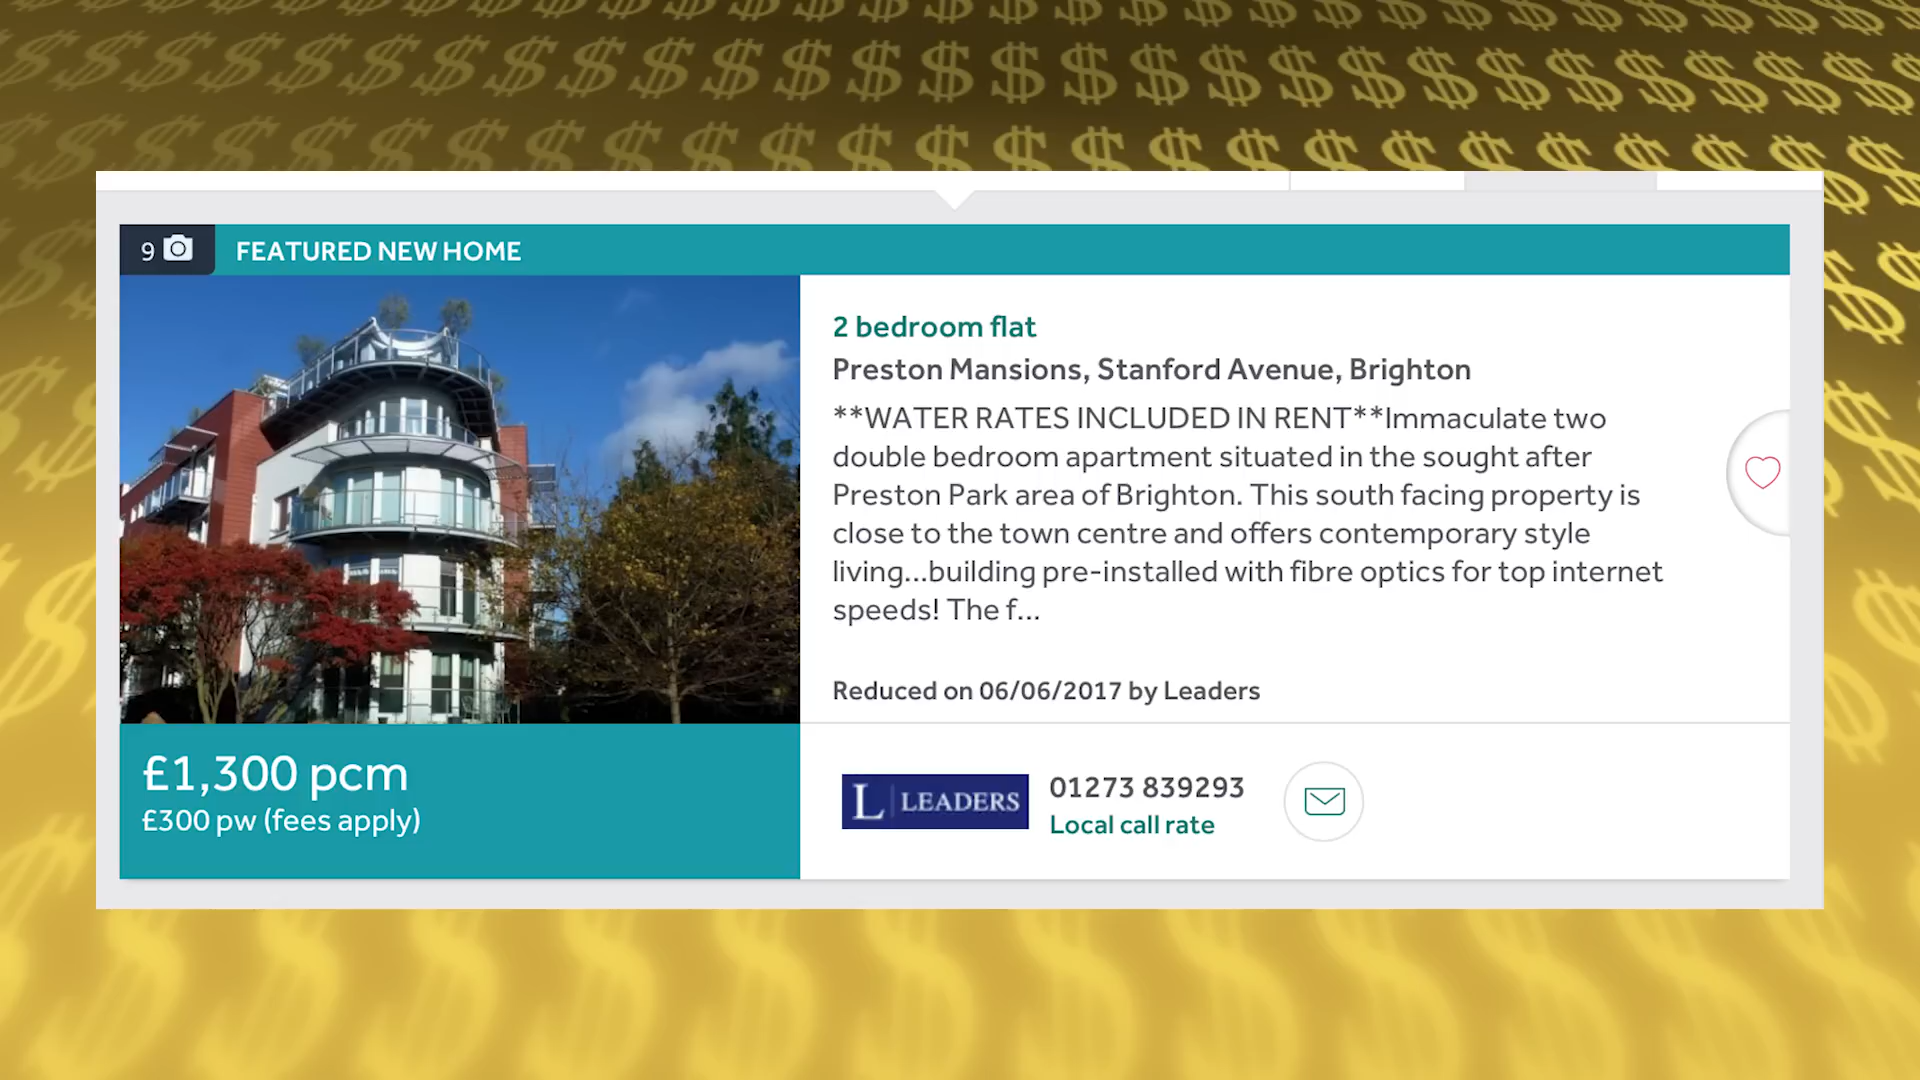 9
FEATURED NEW HOME
2 bedroom flat
Preston Mansions, Stanford Avenue, Brighton
**WATER RATES INCLUDED IN RENT**Immaculate two
double bedroom apartment situated in the sought after
Preston Park area of Brighton. This south facing property is
close to the town centre and offers contemporary style
living...building pre-installed with fibre optics for top internet
speeds! The f...
Reduced on 06/06/2017 by Leaders
£1,300 pcm
£300 pw (fees apply)
L LEADERS
01273 839293
Local call rate